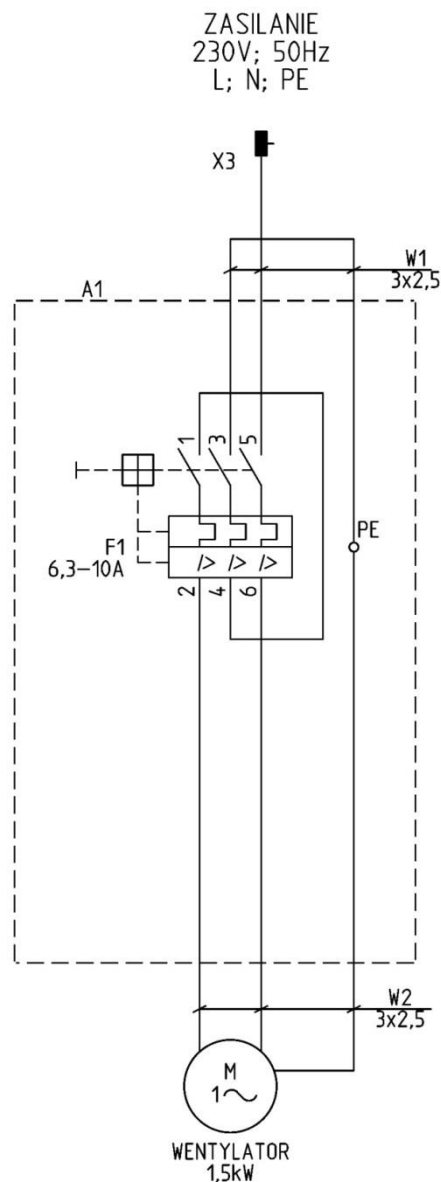 ZASILANIE
230V; 50Hz
L; N; PE
X3
W1
3x2,5
A1
1 3 5
PE
F1
6,3-10A
/> /> />
2 4 6
W2
3x2,5
M
1~
WENTYLATOR
1,5kW